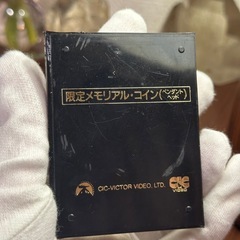 限定メモリアル・コイン(ペンダントヘッド)
CIC-VICTOR VIDEO, LTD.
CIC
VIDEO